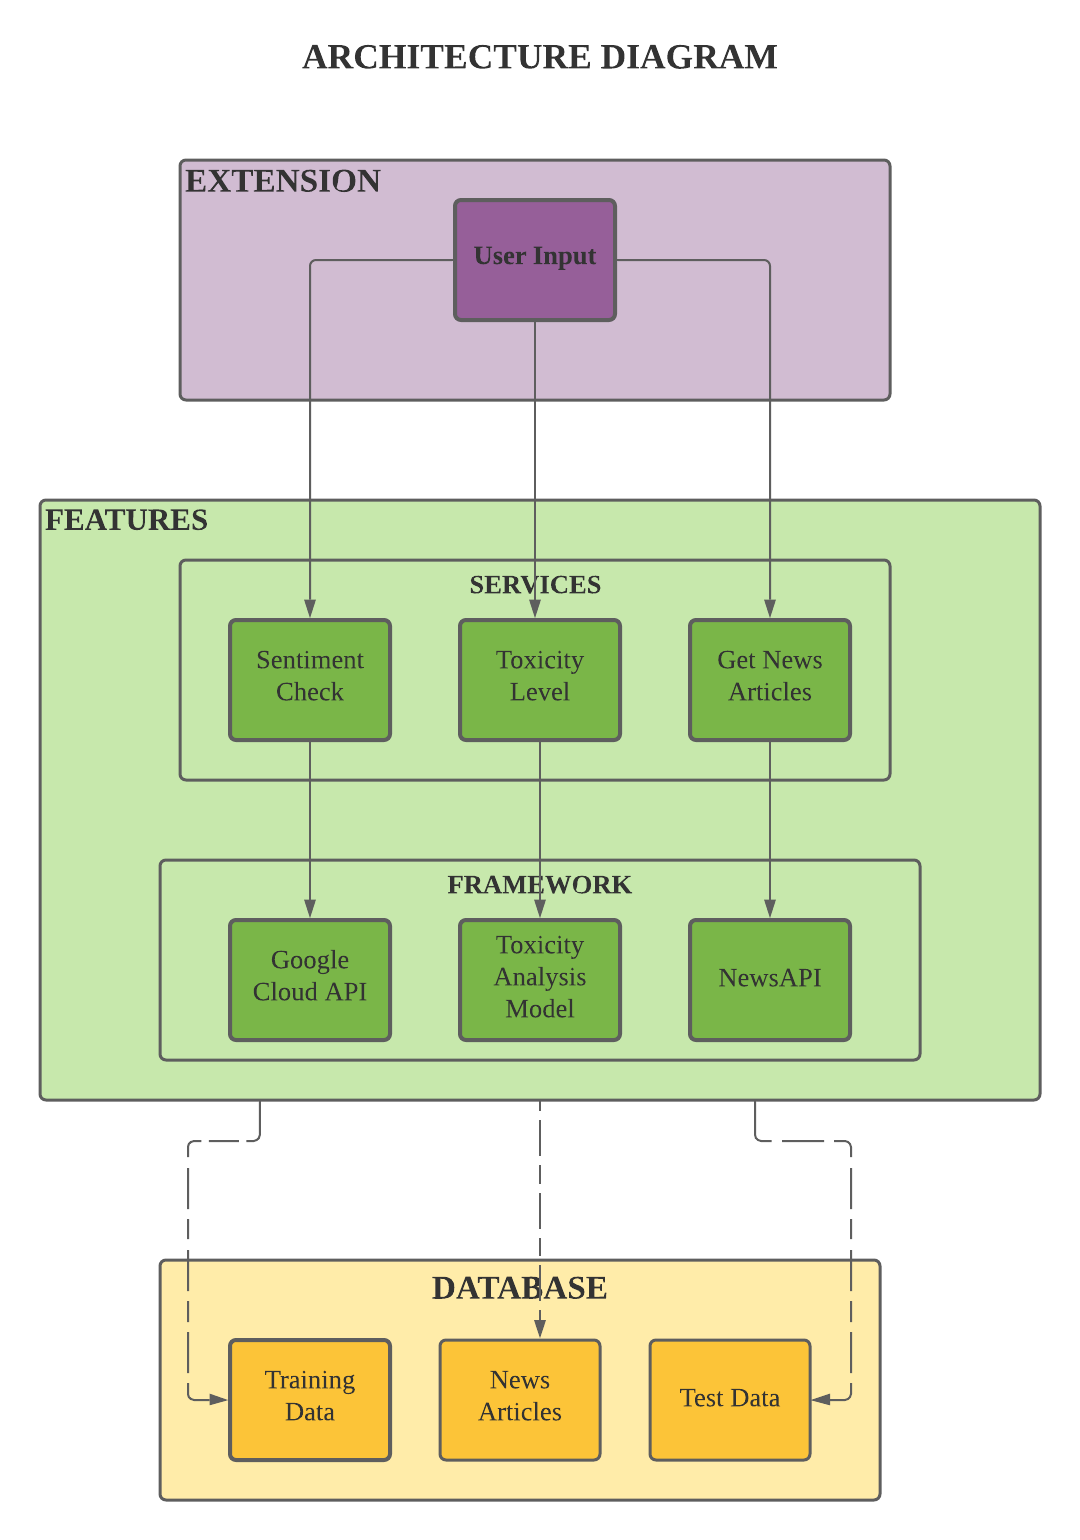 ARCHITECTURE DIAGRAM
EXTENSION
User Input
FEATURES
SERVICES
Sentiment
Check
Toxicity
Level
Get News
Articles
FRAMEWORK
Google
Cloud API
Toxicity
Analysis
Model
NewsAPI
DATABASE
Training
Data
News
Articles
Test Data